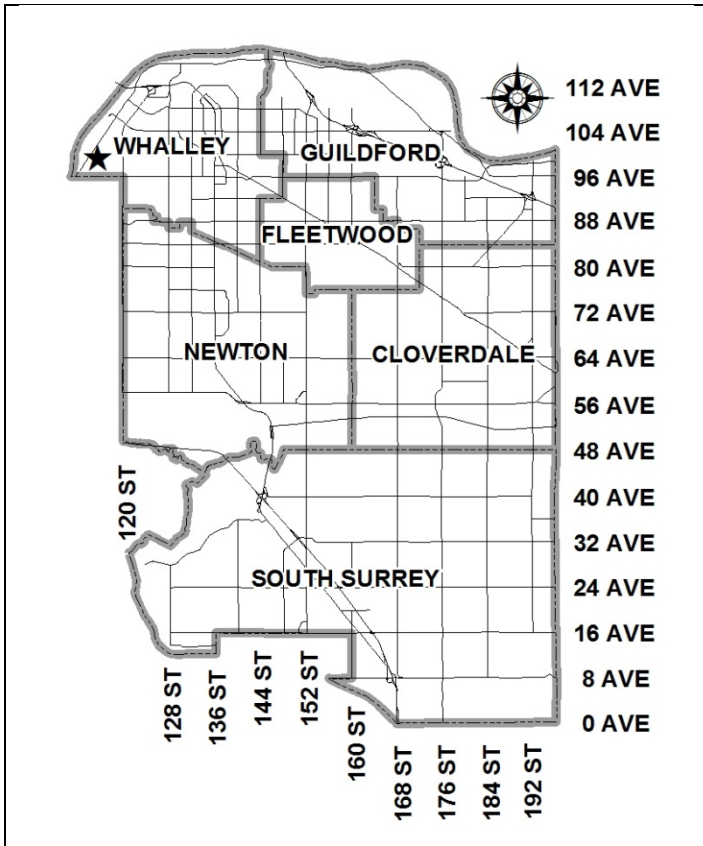 112 AVE
104 AVE
WHALLEY
GUILDFORD
96 AVE
88 AVE
FLEETWOOD
80 AVE
72 AVE
NEWTON
CLOVERDALE
64 AVE
56 AVE
48 AVE
120 ST
40 AVE
32 AVE
SOUTH SURREY
24 AVE
16 AVE
128 ST
136 ST
144 ST
152 ST
160 ST
8 AVE
0 AVE
168 ST
176 ST
184 ST
192 ST